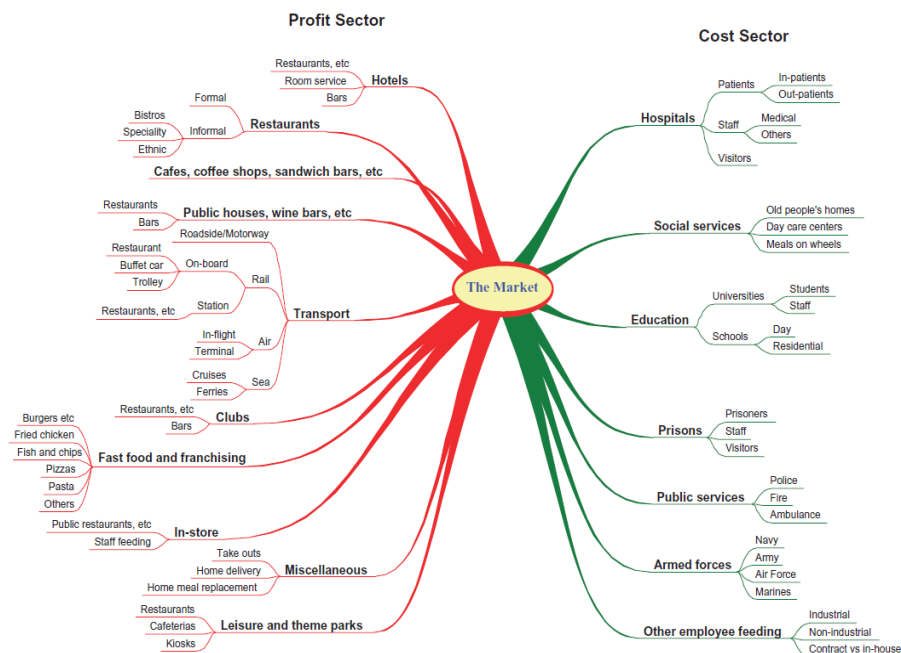 Profit Sector
Cost Sector
The Market
Hotels
Restaurants, etc
Room service
Bars
Restaurants
Formal
Informal
Bistros
Speciality
Ethnic
Cafes, coffee shops, sandwich bars, etc
Public houses, wine bars, etc
Restaurants
Bars
Transport
Roadside/Motorway
Rail
On-board
Restaurant
Buffet car
Trolley
Station
Restaurants, etc
Air
In-flight
Terminal
Sea
Cruises
Ferries
Clubs
Restaurants, etc
Bars
Fast food and franchising
Burgers etc
Fried chicken
Fish and chips
Pizzas
Pasta
Others
In-store
Public restaurants, etc
Staff feeding
Miscellaneous
Take outs
Home delivery
Home meal replacement
Leisure and theme parks
Restaurants
Cafeterias
Kiosks
Hospitals
Patients
In-patients
Out-patients
Staff
Medical
Others
Visitors
Social services
Old people's homes
Day care centers
Meals on wheels
Education
Universities
Students
Staff
Schools
Day
Residential
Prisons
Prisoners
Staff
Visitors
Public services
Police
Fire
Ambulance
Armed forces
Navy
Army
Air Force
Marines
Other employee feeding
Industrial
Non-industrial
Contract vs in-house